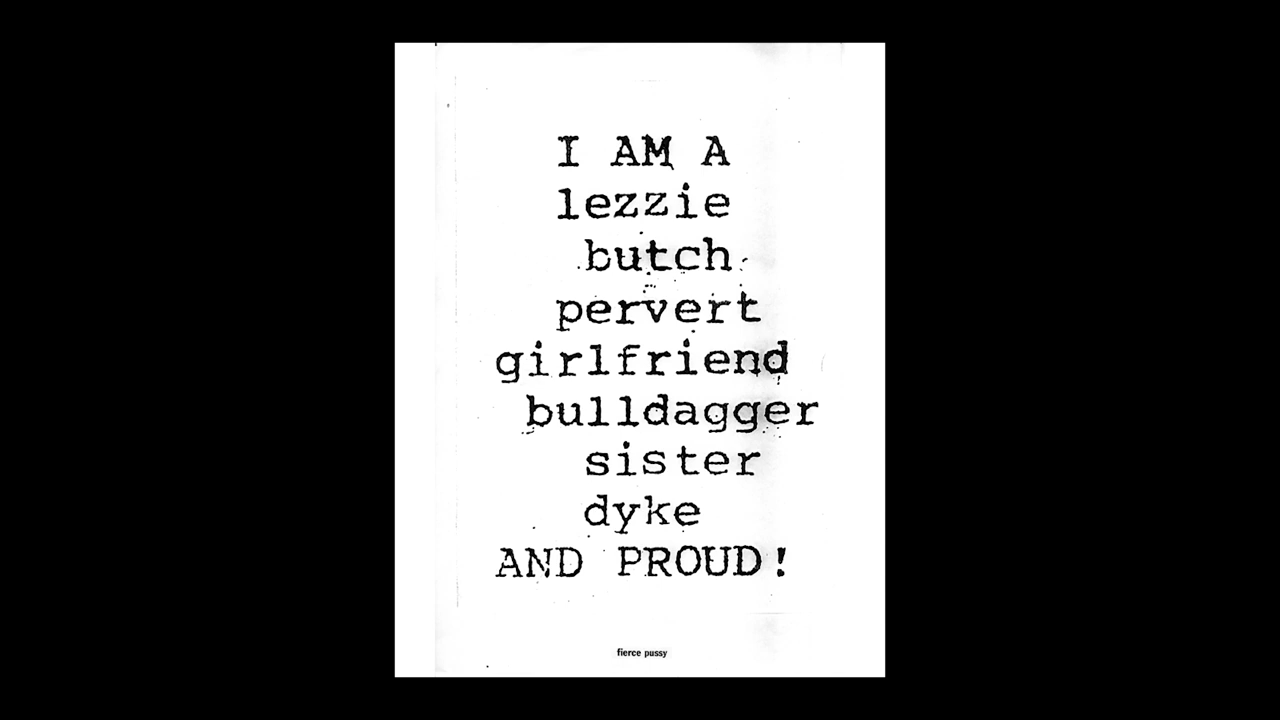 I AM A
lezzie
butch
pervert
girlfriend
bulldagger
sister
dyke
AND PROUD!
fierce pussy